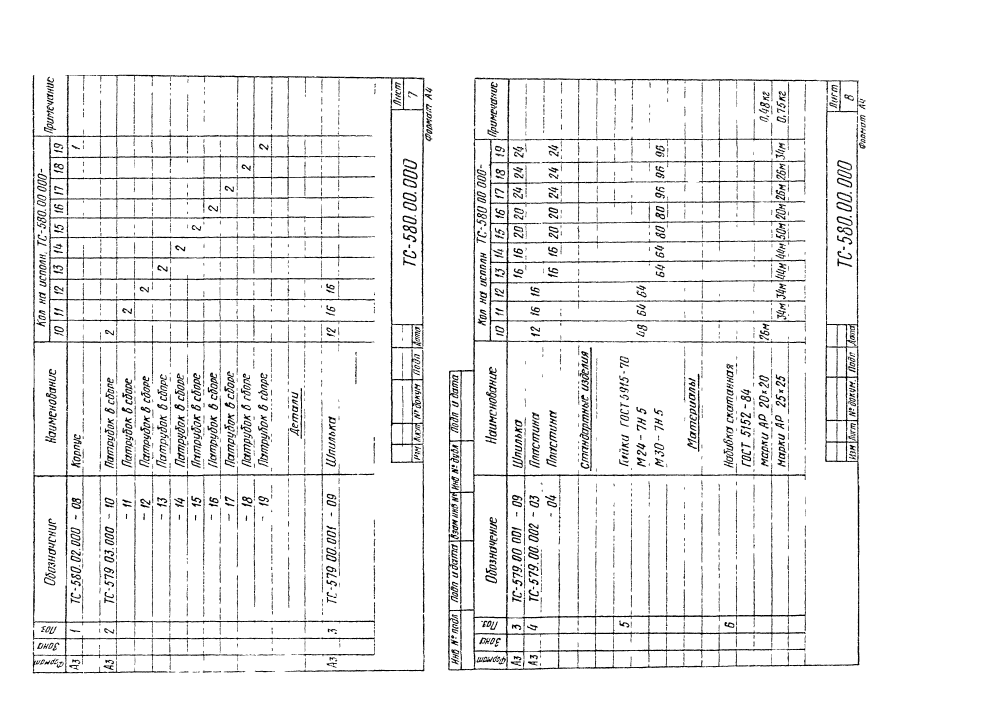 Формат Зона Поз Обозначение Наименование Кол на исполн. ТС-580.00 000- Примечание
10 11 12 13 14 15 16 17 18 19
А3 1 ТС-580.02.000 - 08 Корпус 1
А3 2 ТС-579 03.000 - 10 Патрубок в сборе 2
- 11 Патрубок в сборе 2
- 12 Патрубок в сборе 2
- 13 Патрубок в сборе 2
- 14 Патрубок в сборе 2
- 15 Патрубок в сборе 2
- 16 Патрубок в сборе 2
- 17 Патрубок в сборе 2
- 18 Патрубок в сборе 2
- 19 Патрубок в сборе 2
Детали
А3 3 ТС-579 00.001 - 09 Шпилька 12 16 16
Изм Лист № докум Подп Дата
ТС-580.00.000
Лист 7
Формат А4
Инв № подл Подп и дата Взам инв № Инв № дубл Подп и дата
Формат Зона Поз. Обозначение Наименование Кол на исполн ТС-580 00 000- Примечание
10 11 12 13 14 15 16 17 18 19
А3 3 ТС-579.00 001 - 09 Шпилька 16 16 20 20 24 24 24
А3 4 ТС-579.00.002 - 03 Пластина 12 16 16
- 04 Пластина 16 16 20 20 24 24 24
Стандартные изделия
5 Гайки ГОСТ 5915-70
М24-7Н 5 48 64 64
М30-7Н.5 64 64 80 80 96 96 96
Материалы
6 Набивка скатанная
ГОСТ 5152-84
марки АР 20×20 26м 0,48кг
марки АР 25×25 34м 34м 44м 44м 50м 20м 26м 26м 34м 0,75кг
Изм Лист № докум. Подп Дата
ТС-580.00.000
Лист 8
Формат А4